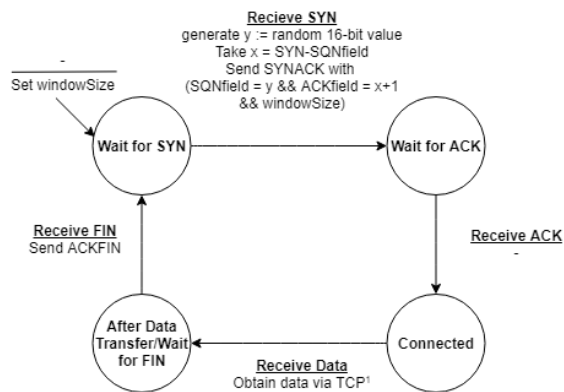 Recieve SYN
generate y := random 16-bit value
Take x = SYN-SQNfield
Send SYNACK with
(SQNfield = y && ACKfield = x+1
&& windowSize)
-
Set windowSize
Wait for SYN
Wait for ACK
Receive FIN
Send ACKFIN
Receive ACK
-
After Data
Transfer/Wait
for FIN
Connected
Receive Data
Obtain data via TCP¹